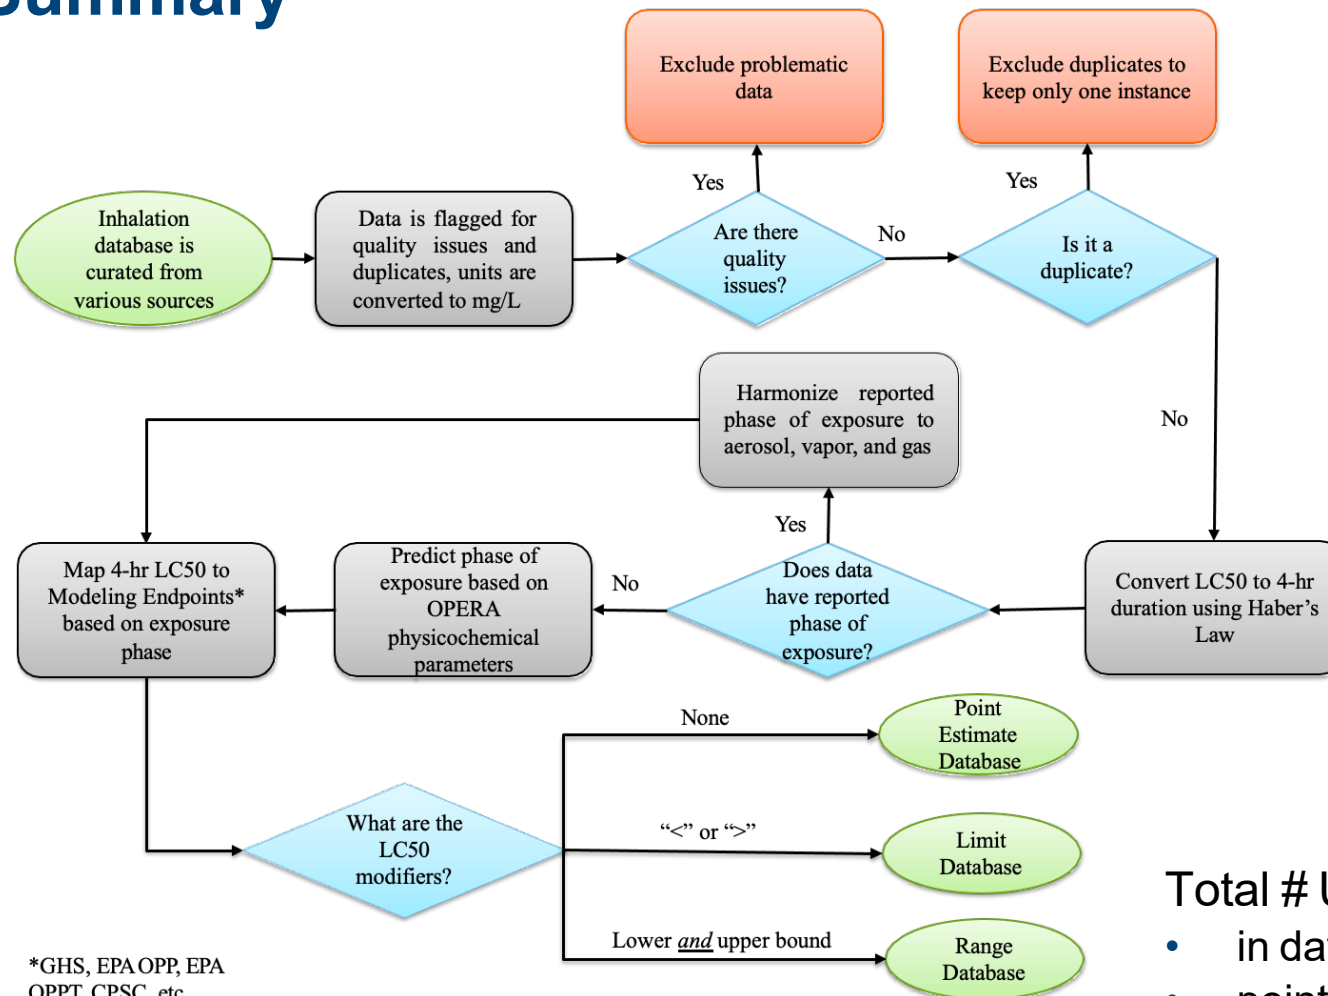 Summary
Exclude problematic
data
Exclude duplicates to
keep only one instance
Yes
Yes
Inhalation
database is
curated from
various sources
Data is flagged for
quality issues and
duplicates, units are
converted to mg/L
Are there
quality
issues?
No
Is it a
duplicate?
Harmonize reported
phase of exposure to
aerosol, vapor, and gas
No
Yes
Map 4-hr LC50 to
Modeling Endpoints*
based on exposure
phase
Predict phase of
exposure based on
OPERA
physicochemical
parameters
No
Does data
have reported
phase of
exposure?
Convert LC50 to 4-hr
duration using Haber’s
Law
None
Point
Estimate
Database
What are the
LC50
modifiers?
“<” or “>”
Limit
Database
Lower and upper bound
Range
Database
Total #
• in
•
*GHS, EPA OPP, EPA
OPPT, CPSC, etc